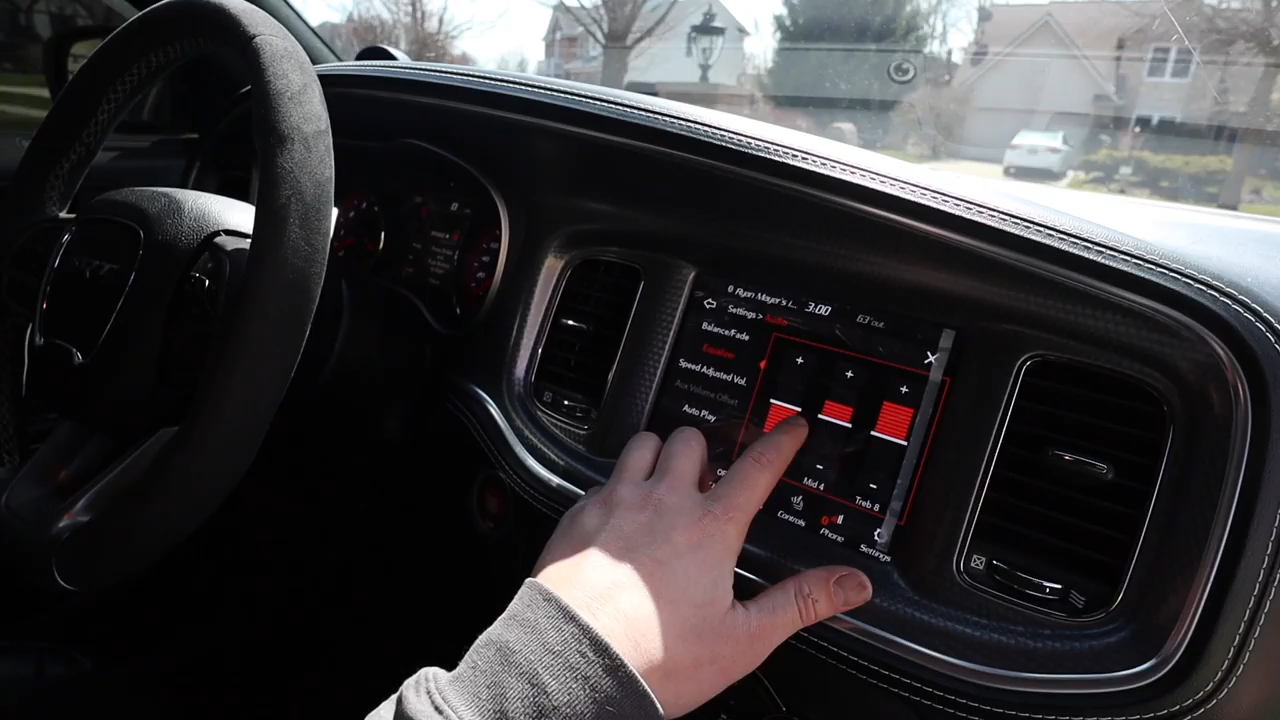 Ryan Meyer's i... 3:00 63°out
Settings > Audio
Balance/Fade
Equalizer
Speed Adjusted Vol.
Aux Volume Offset
Auto Play
+ + +
- -
Mid 4 Treb 8
Controls Phone Settings
SRT